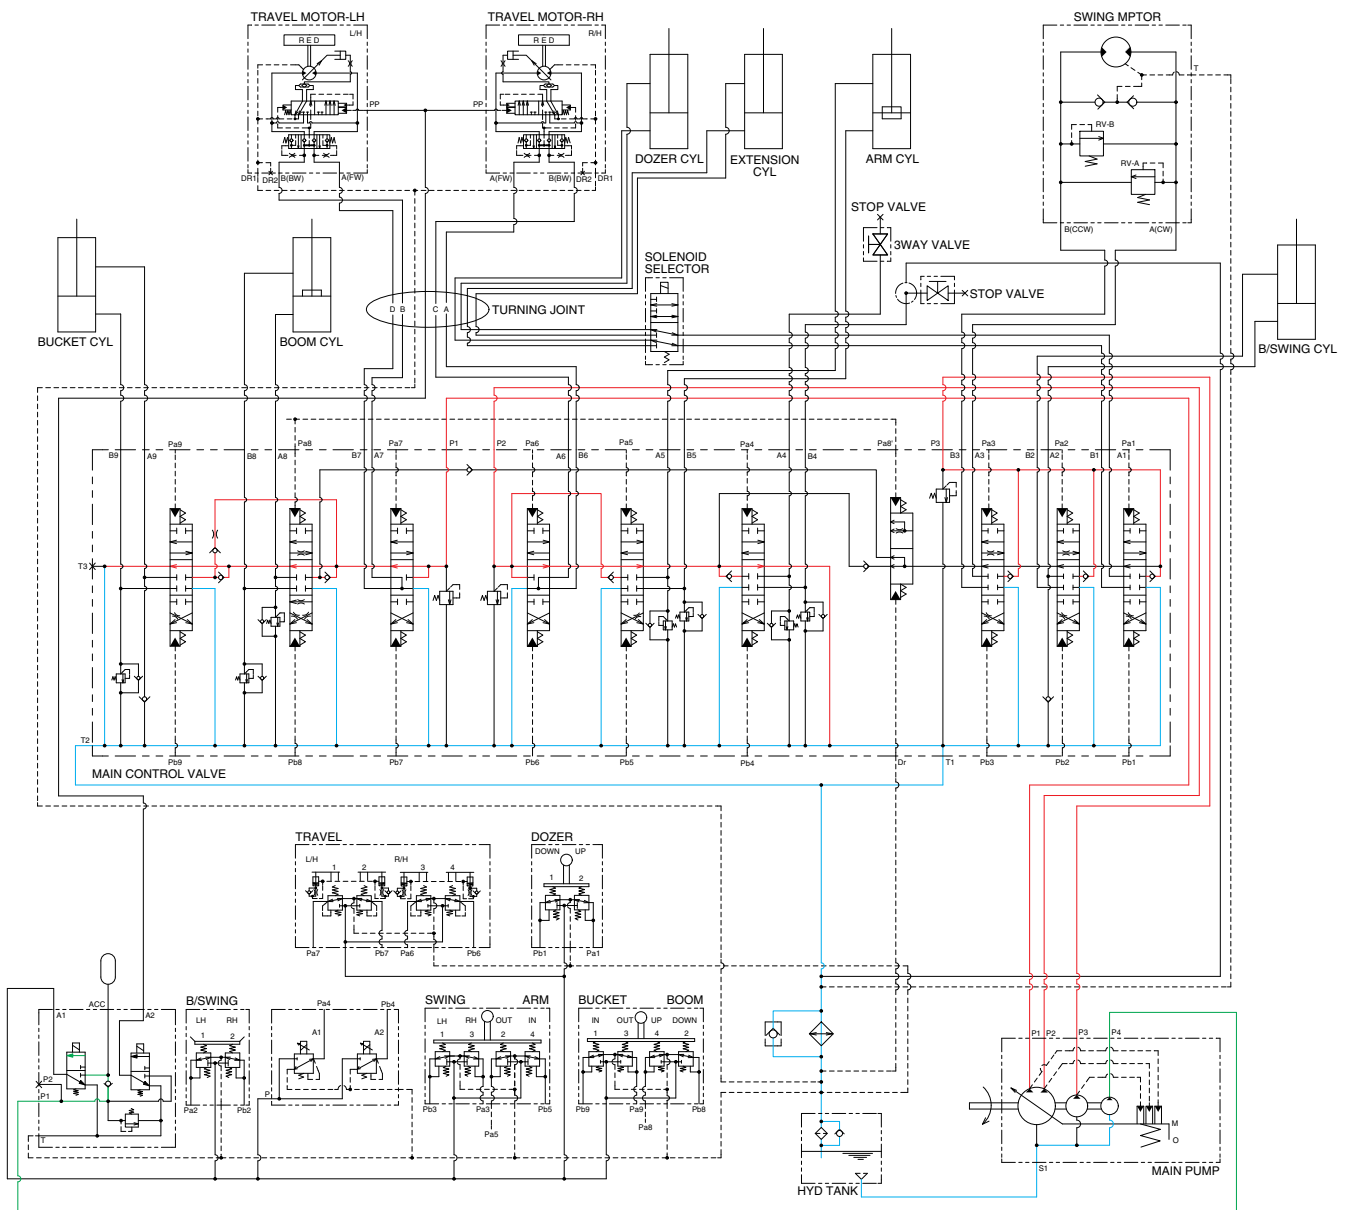 TRAVEL MOTOR-LH TRAVEL MOTOR-RH SWING MPTOR
L/H R/H
R E D R E D
T
PP PP
RV-B
RV-A
DOZER CYL EXTENSION CYL ARM CYL
DR1 DR2 B(BW) A(FW) A(FW) B(BW) DR2 DR1
STOP VALVE
B(CCW) A(CW)
3WAY VALVE
SOLENOID SELECTOR
STOP VALVE
D B C A TURNING JOINT
BUCKET CYL BOOM CYL B/SWING CYL
Pa9 Pa8 Pa7 P1 P2 Pa6 Pa5 Pa4 Pa8 P3 Pa3 Pa2 Pa1
B9 A9 B8 A8 B7 A7 A6 B6 A5 B5 A4 B4 B3 A3 B2 A2 B1 A1
T3
T2
Pb9 Pb8 Pb7 Pb6 Pb5 Pb4 Dr T1 Pb3 Pb2 Pb1
MAIN CONTROL VALVE
TRAVEL DOZER
DOWN UP
L/H 1 2 R/H 3 4
1 2
Pa7 Pb7 Pa6 Pb6 Pb1 Pa1
ACC
A1 A2
B/SWING
LH RH
1 2
Pa4 Pb4
A1 A2
SWING ARM
LH RH OUT IN
1 3 2 4
BUCKET BOOM
IN OUT UP DOWN
1 3 4 2
P1 P2 P3 P4
P2
P1
T
Pa2 Pb2
P
Pb3 Pa3 Pb5
Pa5
Pb9 Pa9 Pb8
Pa8
M
O
S1
MAIN PUMP
HYD TANK